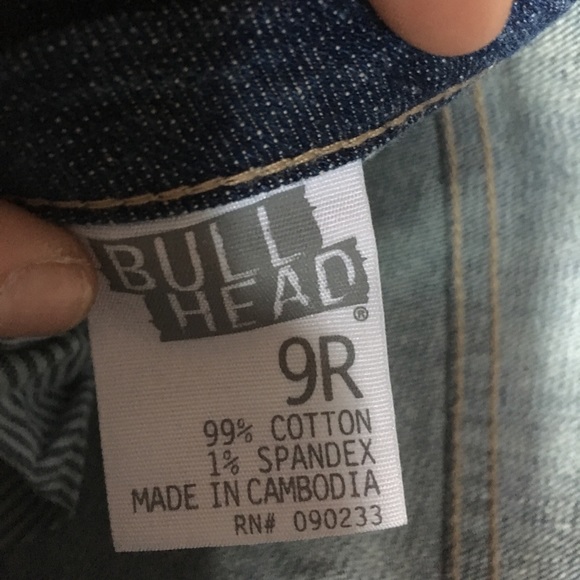 BULL
HEAD®
9R
99% COTTON
1% SPANDEX
MADE IN CAMBODIA
RN# 090233